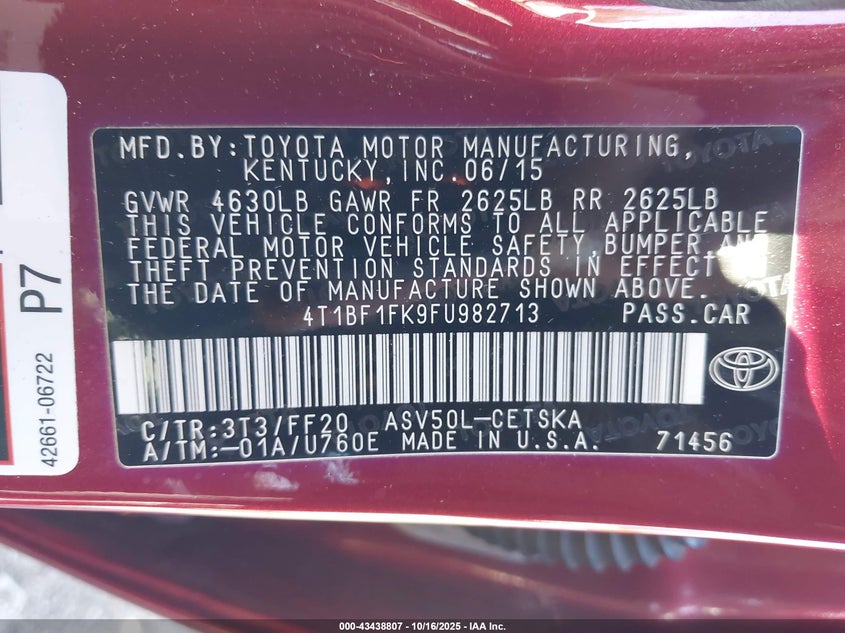 MFD.BY:TOYOTA MOTOR MANUFACTURING,
KENTUCKY,INC.06/15
GVWR 4630LB GAWR FR 2625LB RR 2625LB
THIS VEHICLE CONFORMS TO ALL APPLICABLE
FEDERAL MOTOR VEHICLE SAFETY,BUMPER AND
THEFT PREVENTION STANDARDS IN EFFECT ON
THE DATE OF MANUFACTURE SHOWN ABOVE.
4T1BF1FK9FU982713 PASS.CAR
C/TR:3T3/FF20 ASV50L-CETSKA
A/TM:-01A/U760E MADE IN U.S.A. 71456
P7
42661-06722
000-43438807 - 10/16/2025 - IAA Inc.